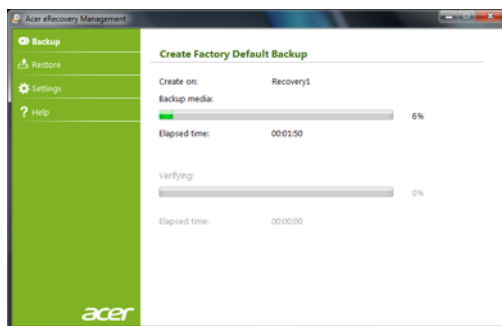 Acer eRecovery Management
Backup
Restore
Settings
? Help
Create Factory Default Backup
Create on: Recovery1
Backup media:
6%
Elapsed time: 00:01:50
Verifying:
0%
Elapsed time: 00:00:00
acer